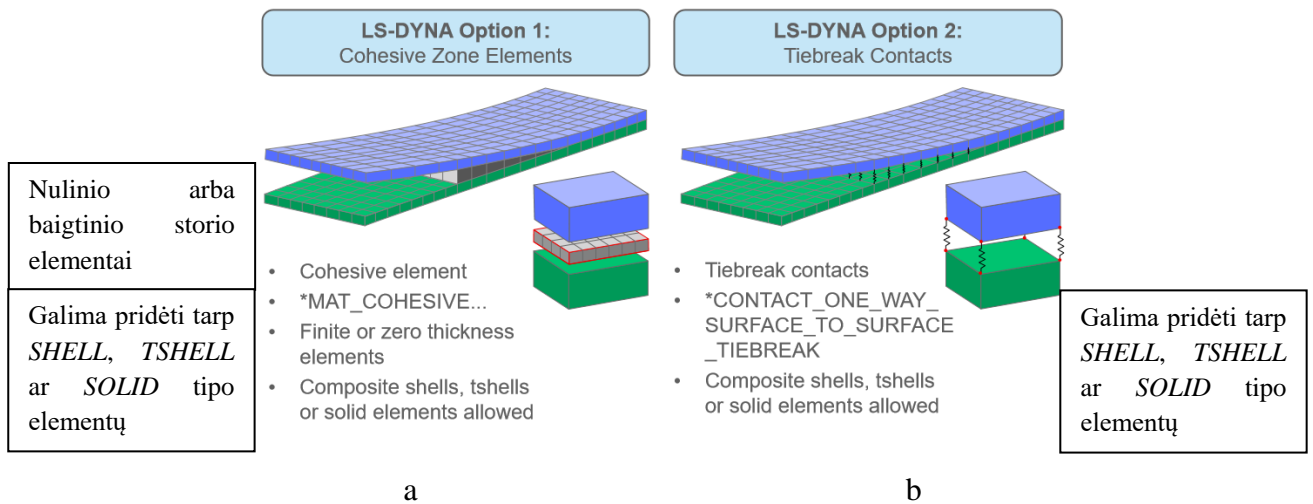 LS-DYNA Option 1:
Cohesive Zone Elements
Nulinio arba
baigtinio storio
elementai
Galima pridėti tarp
SHELL, TSHELL
ar SOLID tipo
elementų
• Cohesive element
• *MAT_COHESIVE...
• Finite or zero thickness
elements
• Composite shells, tshells
or solid elements allowed
a
LS-DYNA Option 2:
Tiebreak Contacts
• Tiebreak contacts
• *CONTACT_ONE_WAY_
SURFACE_TO_SURFACE
_TIEBREAK
• Composite shells, tshells
or solid elements allowed
Galima pridėti tarp
SHELL, TSHELL
ar SOLID tipo
elementų
b